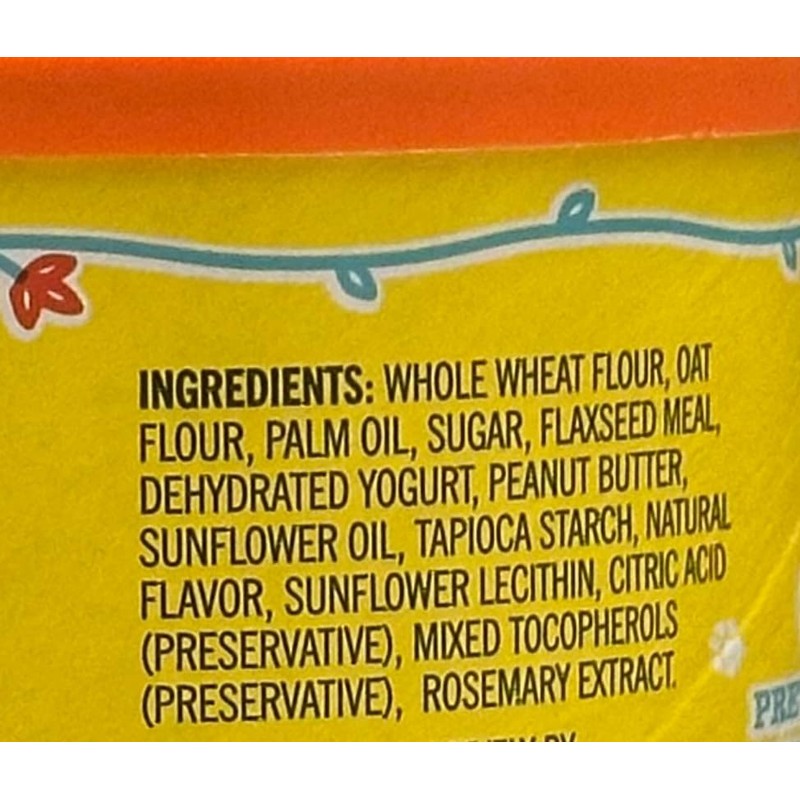 INGREDIENTS: WHOLE WHEAT FLOUR, OAT
FLOUR, PALM OIL, SUGAR, FLAXSEED MEAL,
DEHYDRATED YOGURT, PEANUT BUTTER,
SUNFLOWER OIL, TAPIOCA STARCH, NATURAL
FLAVOR, SUNFLOWER LECITHIN, CITRIC ACID
(PRESERVATIVE), MIXED TOCOPHEROLS
(PRESERVATIVE), ROSEMARY EXTRACT.